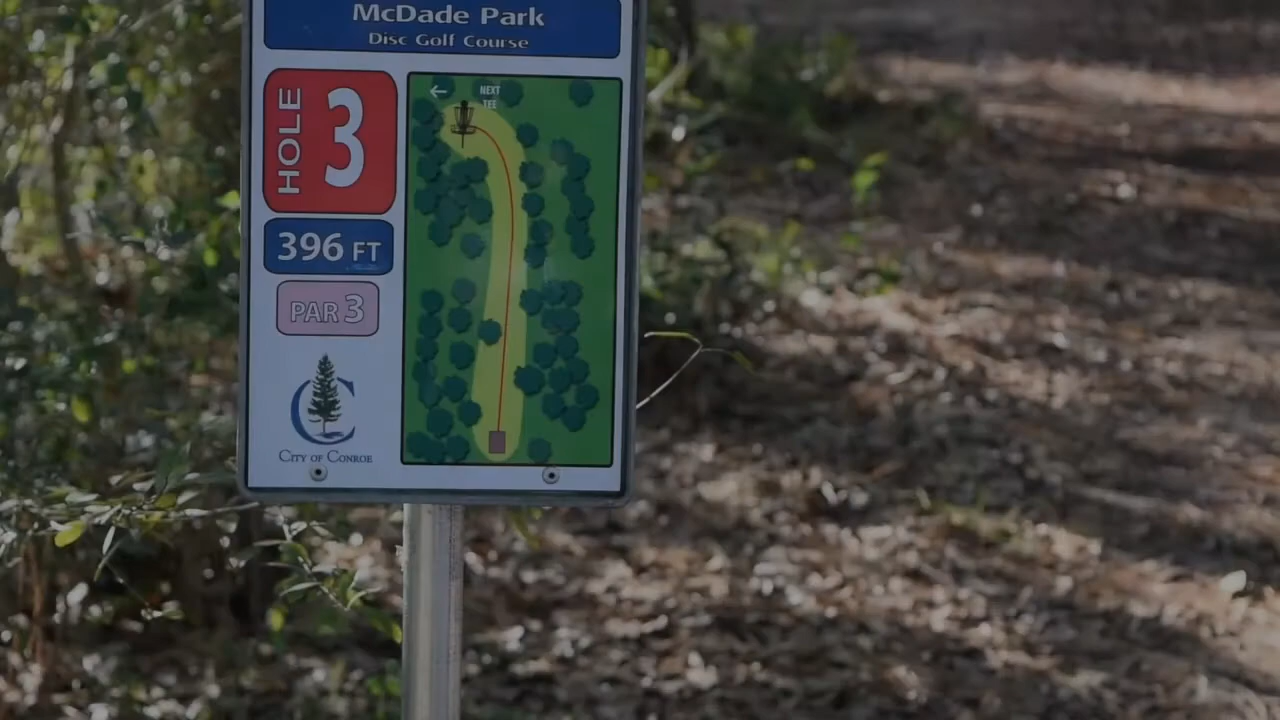 McDade Park
Disc Golf Course
HOLE 3
396 FT
PAR 3
CITY OF CONROE
NEXT
TEE